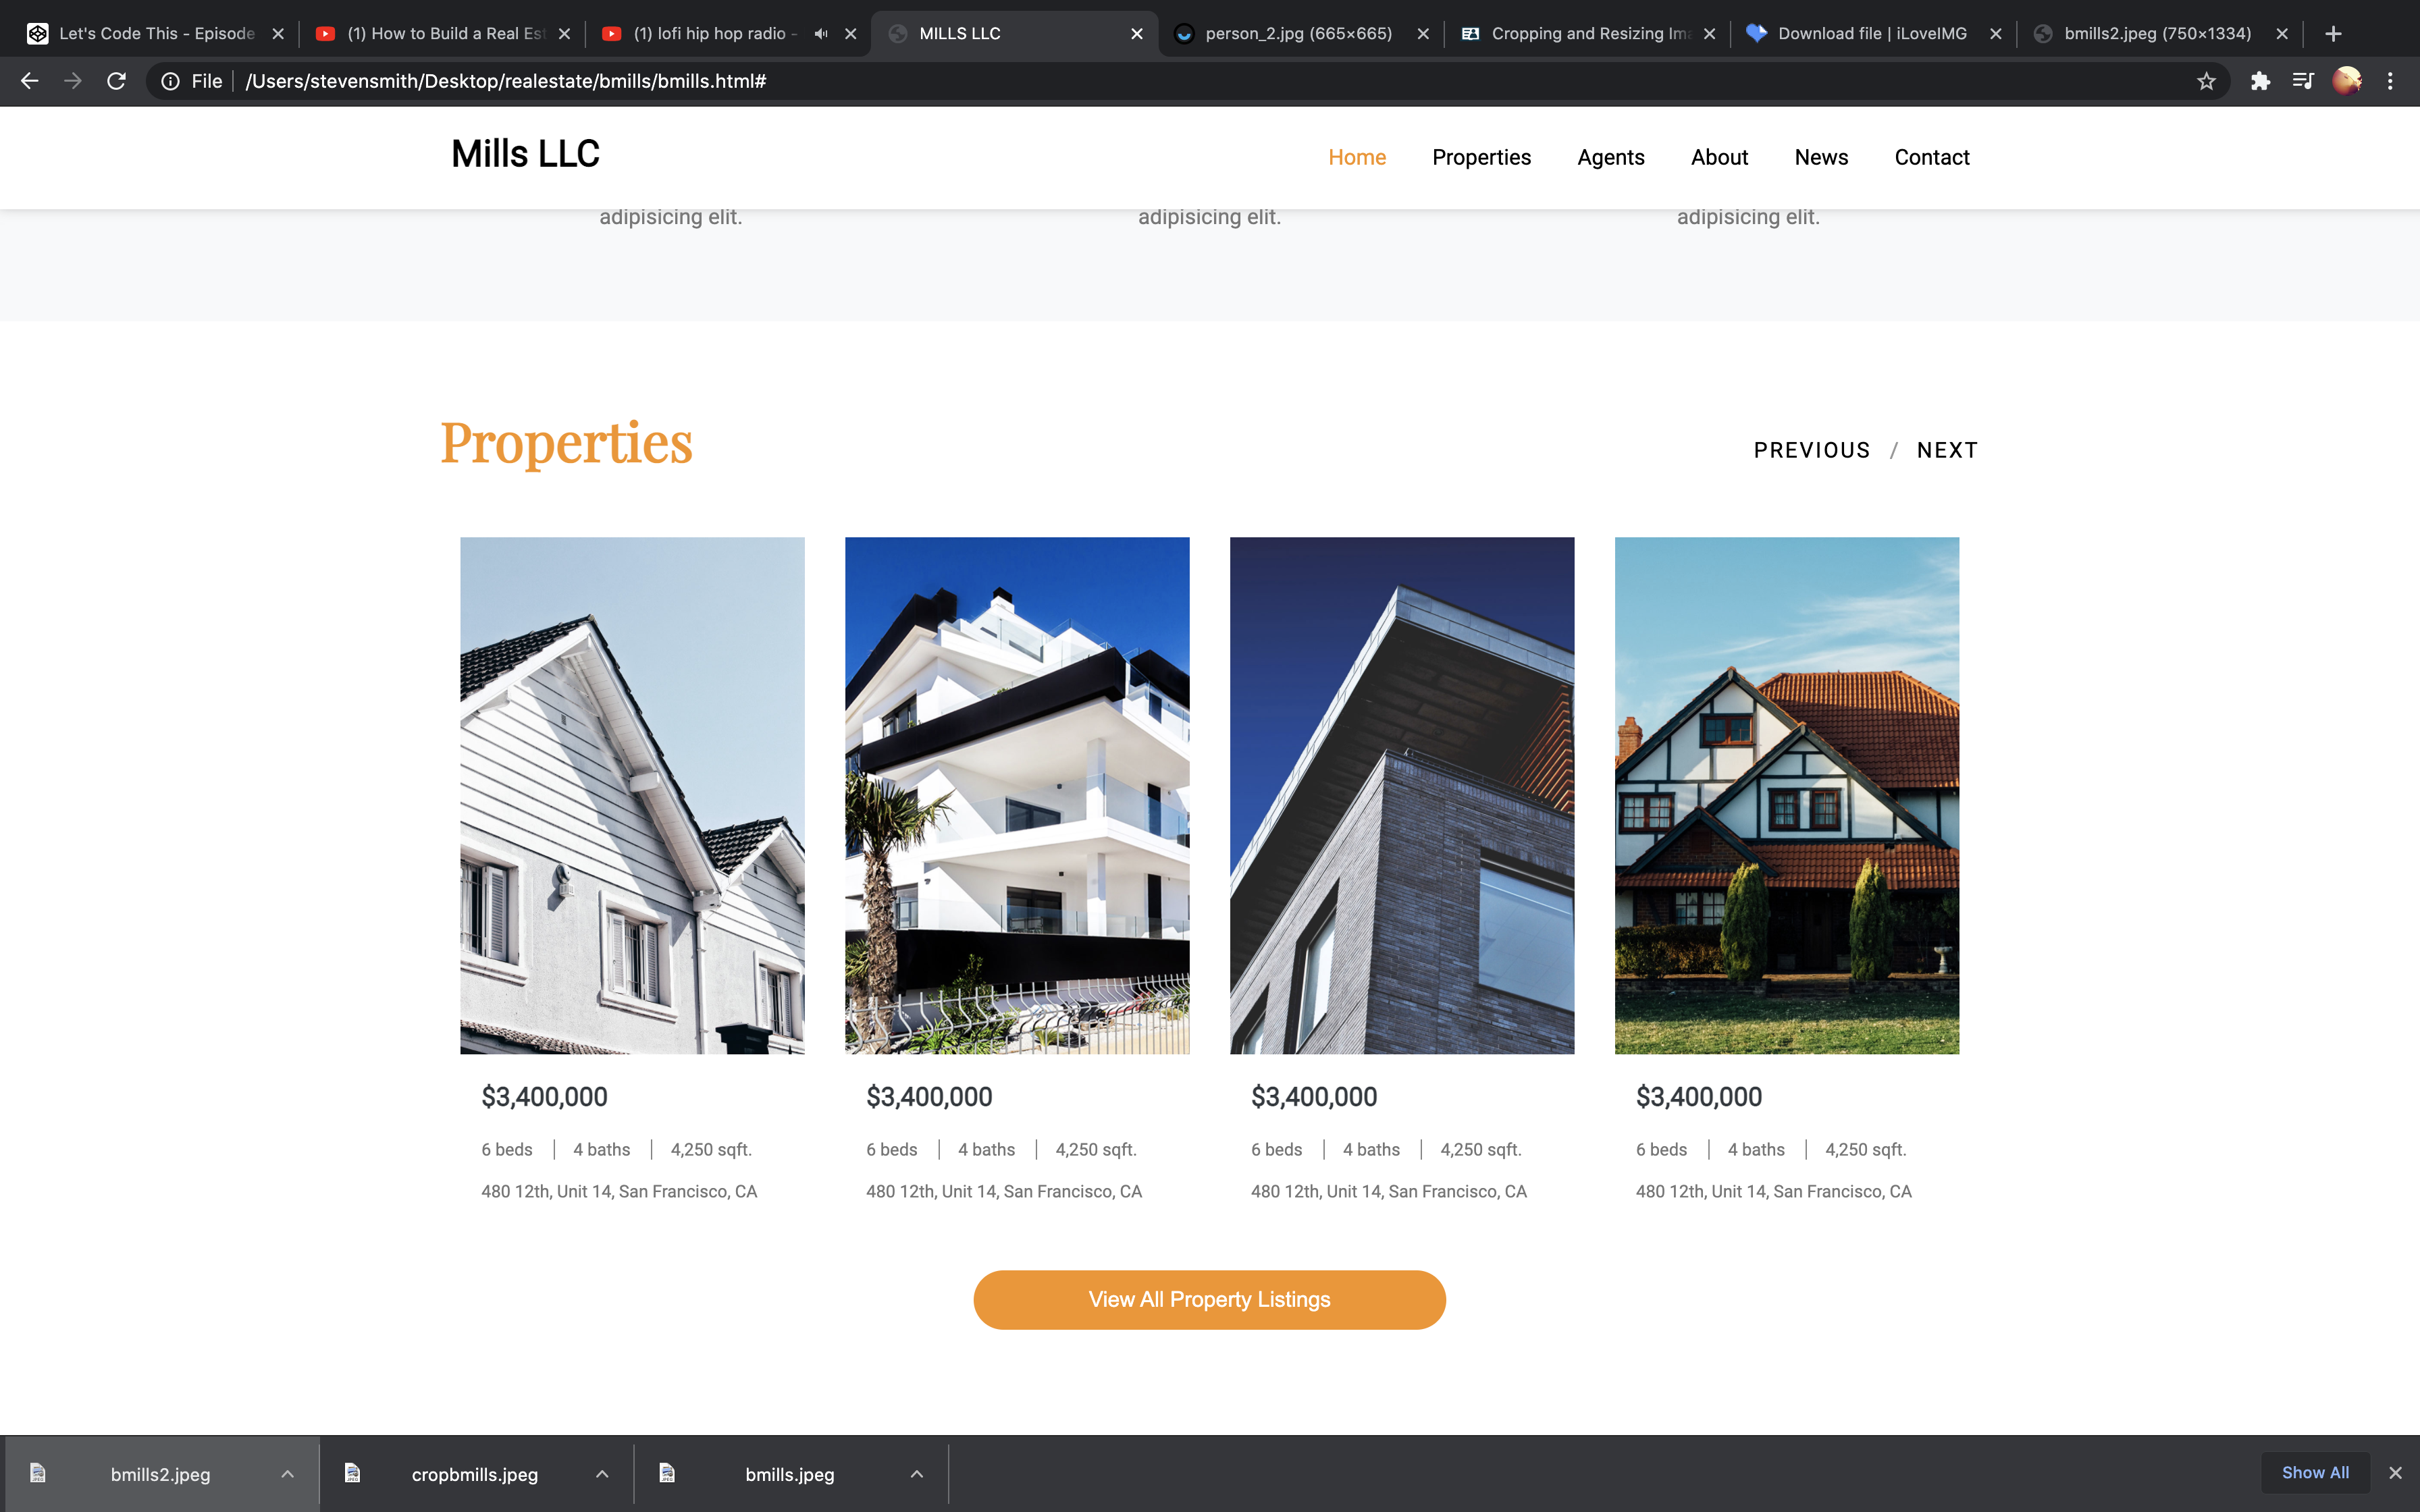 Let's Code This - Episode
(1) How to Build a Real Est
(1) lofi hip hop radio -
MILLS LLC
person_2.jpg (665×665)
Cropping and Resizing Ima
Download file | iLoveIMG
bmills2.jpeg (750×1334)
File
/Users/stevensmith/Desktop/realestate/bmills/bmills.html#
Mills LLC
Home Properties Agents About News Contact
adipisicing elit. adipisicing elit. adipisicing elit.
Properties
PREVIOUS / NEXT
$3,400,000
6 beds 4 baths 4,250 sqft.
480 12th, Unit 14, San Francisco, CA
$3,400,000
6 beds 4 baths 4,250 sqft.
480 12th, Unit 14, San Francisco, CA
$3,400,000
6 beds 4 baths 4,250 sqft.
480 12th, Unit 14, San Francisco, CA
$3,400,000
6 beds 4 baths 4,250 sqft.
480 12th, Unit 14, San Francisco, CA
View All Property Listings
bmills2.jpeg
cropbmills.jpeg
bmills.jpeg
Show All